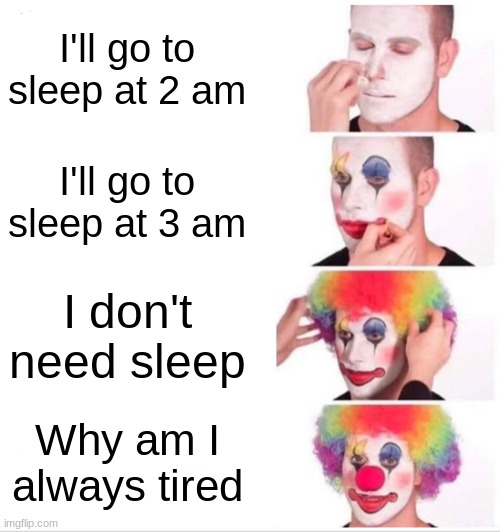 I'll go to
sleep at 2 am
I'll go to
sleep at 3 am
I don't
need sleep
Why am I
always tired
imgflip.com